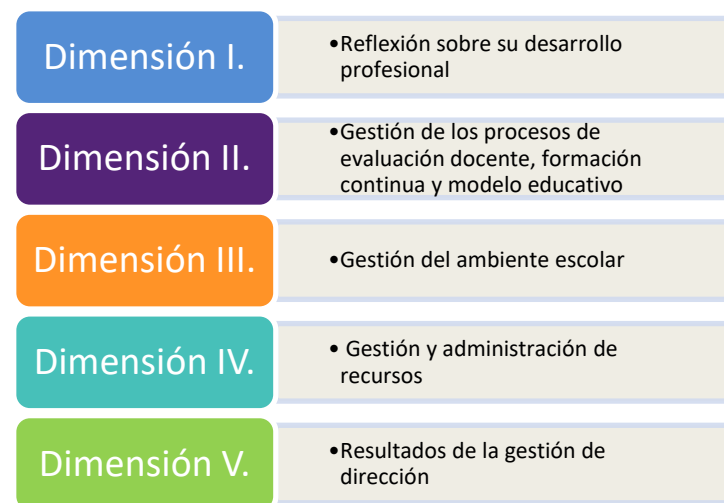 Dimensión I.
•Reflexión sobre su desarrollo
profesional
Dimensión II.
•Gestión de los procesos de
evaluación docente, formación
continua y modelo educativo
Dimensión III.
•Gestión del ambiente escolar
Dimensión IV.
• Gestión y administración de
recursos
Dimensión V.
•Resultados de la gestión de
dirección